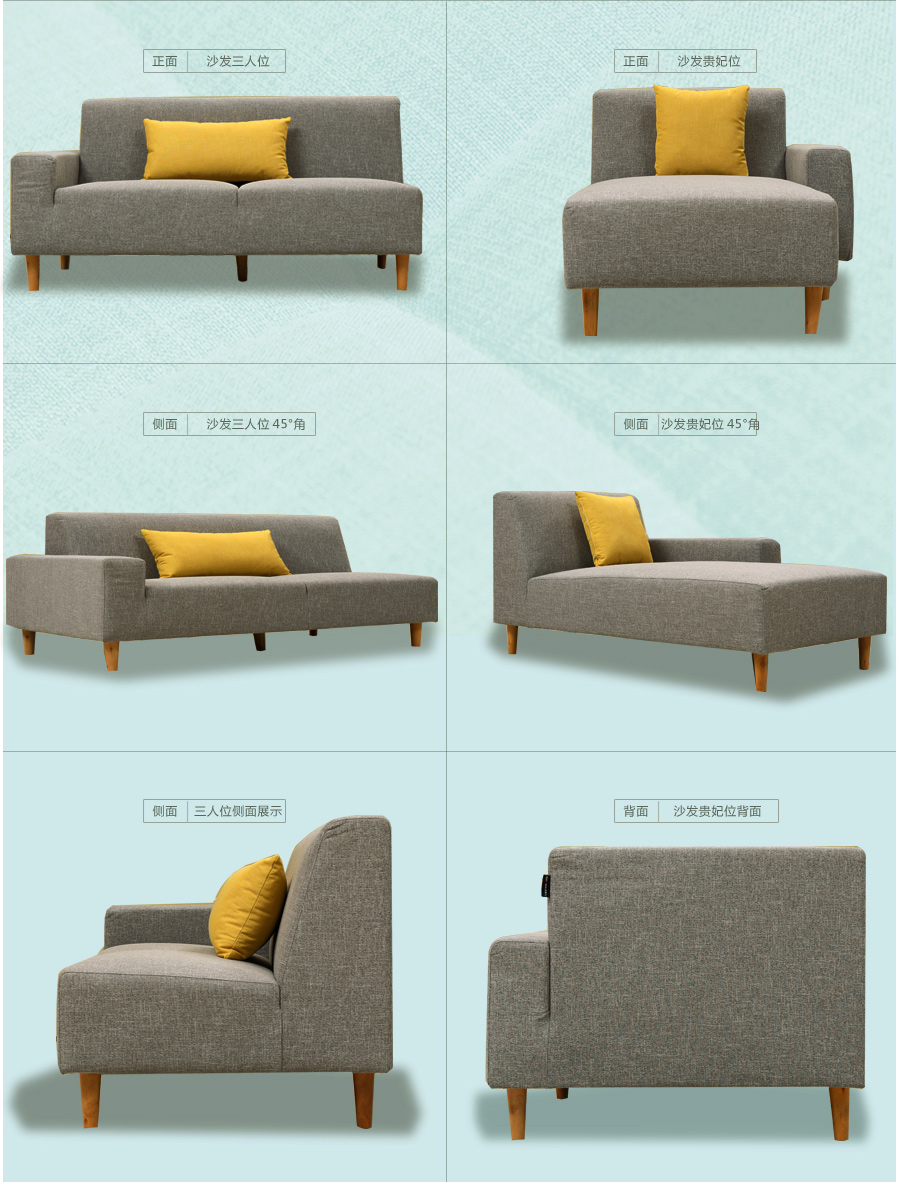 正面 沙发三人位
正面 沙发贵妃位
侧面 沙发三人位 45°角
侧面 沙发贵妃位 45°角
侧面 三人位侧面展示
背面 沙发贵妃位背面